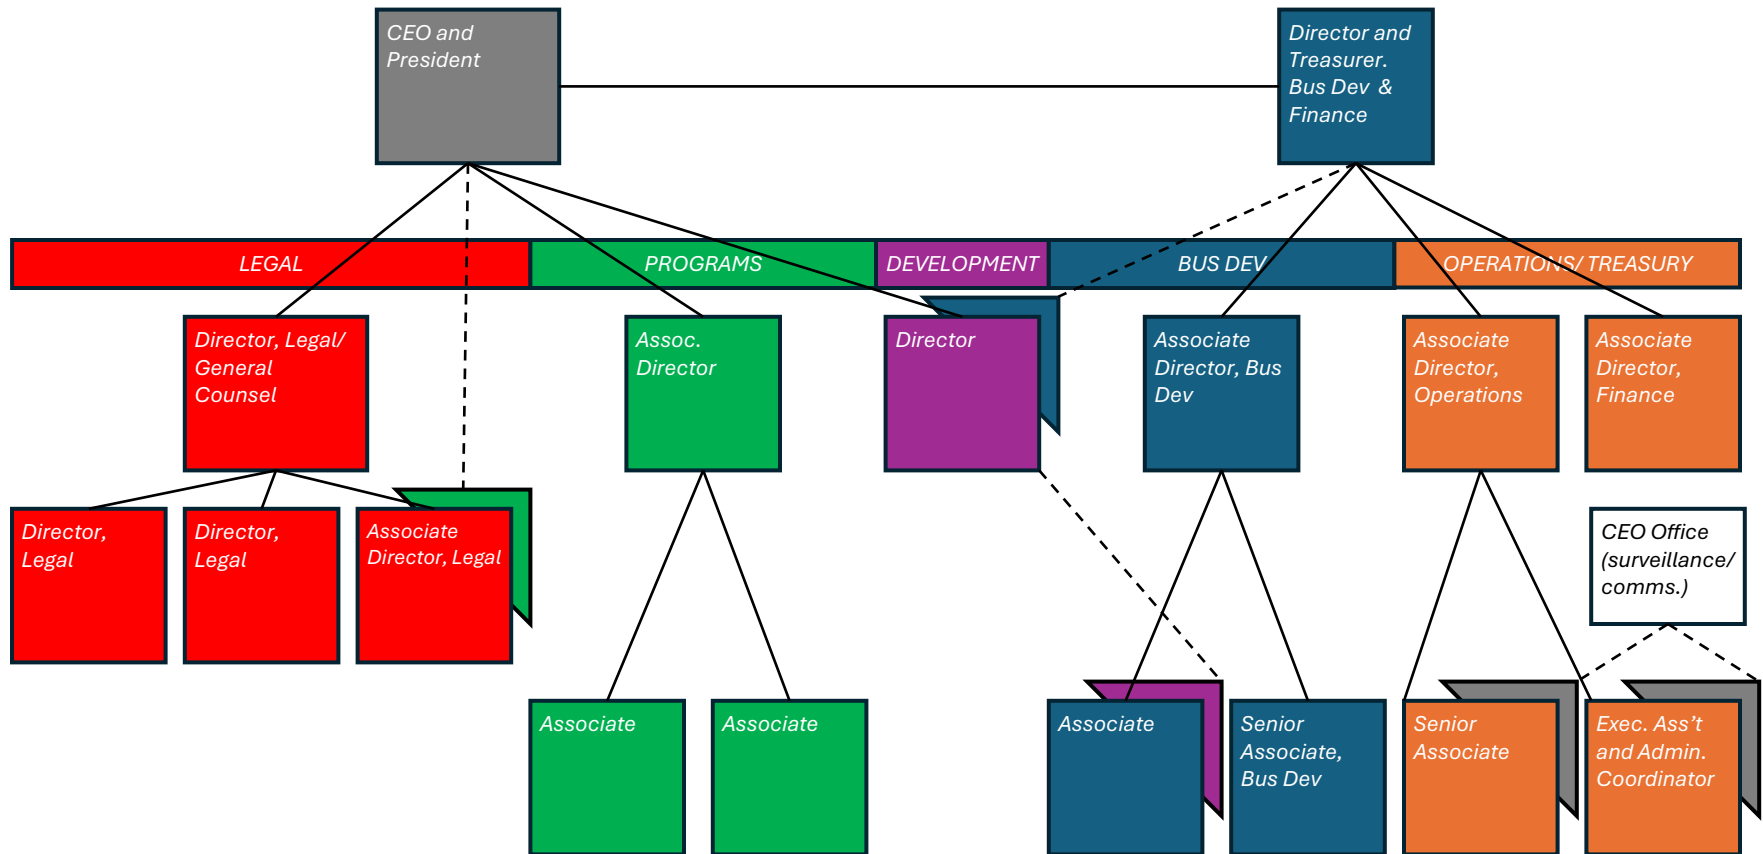 CEO and
President
Director and
Treasurer.
Bus Dev &
Finance
LEGAL
PROGRAMS
DEVELOPMENT
BUS DEV
OPERATIONS/ TREASURY
Director, Legal/
General
Counsel
Assoc.
Director
Director
Associate
Director, Bus
Dev
Associate
Director,
Operations
Associate
Director,
Finance
Director,
Legal
Director,
Legal
Associate
Director, Legal
CEO Office
(surveillance/
comms.)
Associate
Associate
Associate
Senior
Associate,
Bus Dev
Senior
Associate
Exec. Ass’t
and Admin.
Coordinator